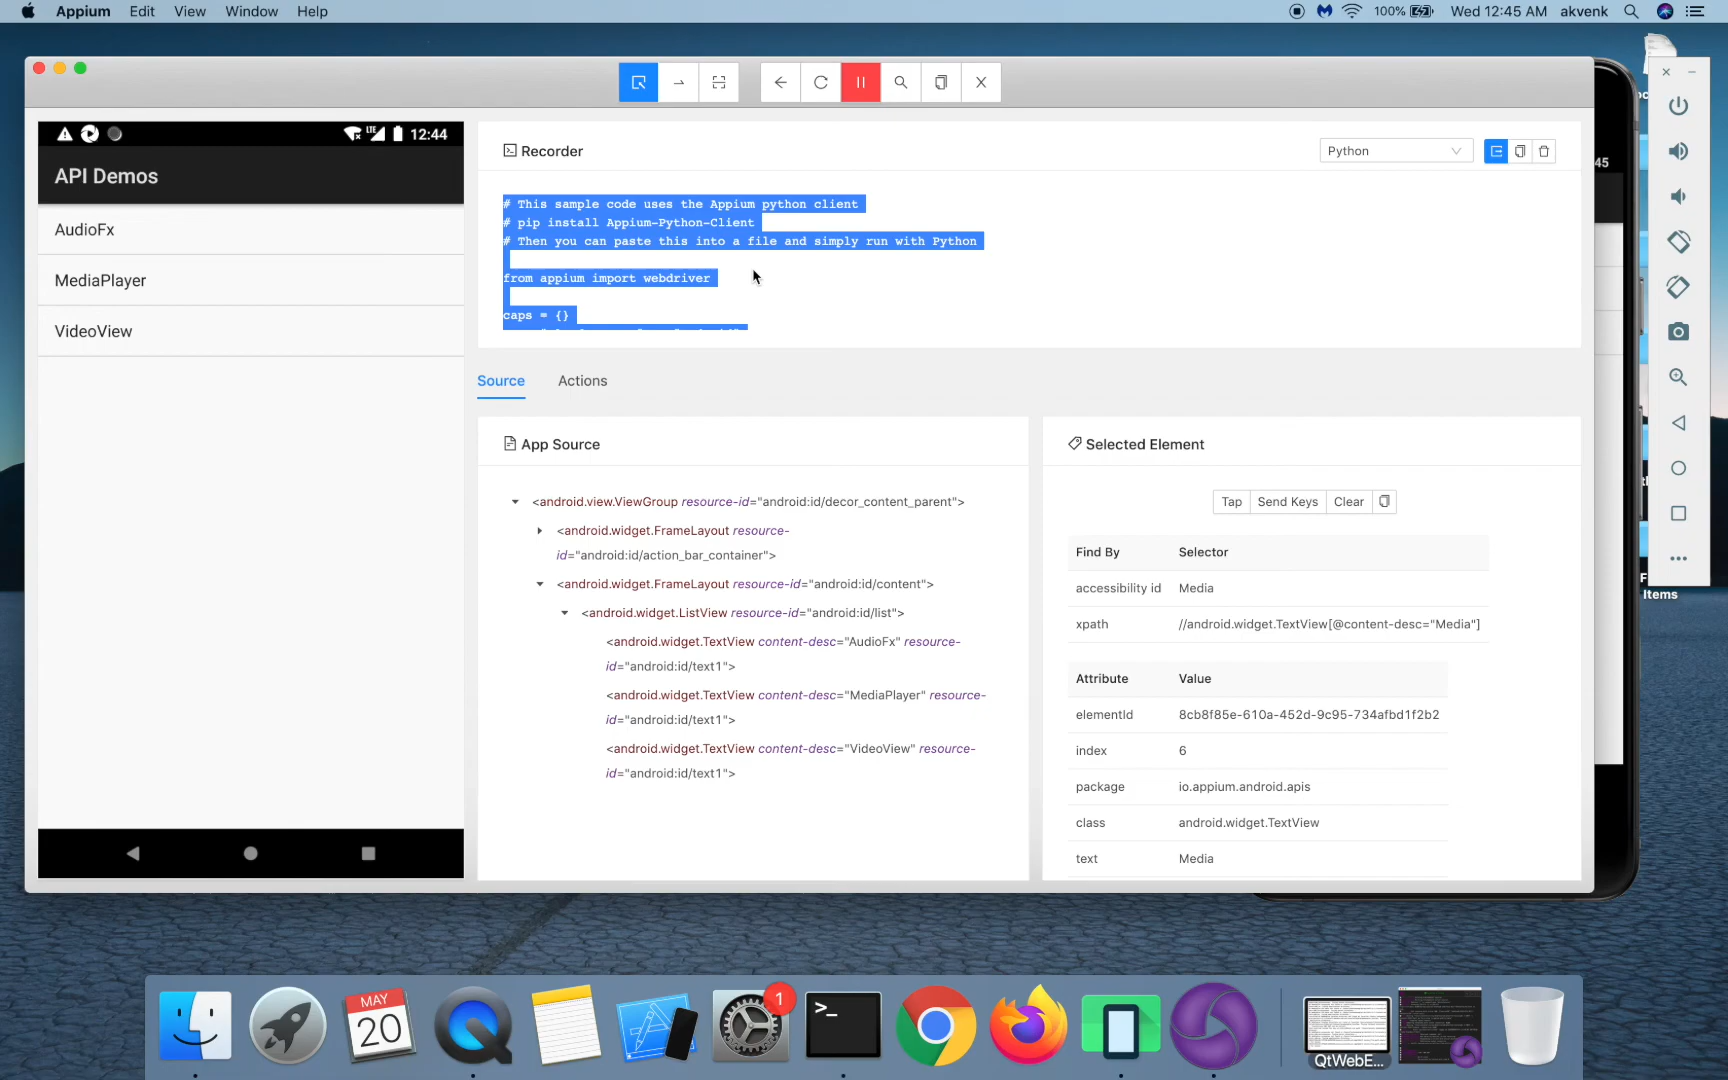 Appium Edit View Window Help
100% Wed 12:45 AM akvenk
LTE 12:44
API Demos
AudioFx
MediaPlayer
VideoView
Recorder
Python
# This sample code uses the Appium python client
# pip install Appium-Python-Client
# Then you can paste this into a file and simply run with Python
from appium import webdriver
caps = {}
Source Actions
App Source
<android.view.ViewGroup resource-id="android:id/decor_content_parent">
<android.widget.FrameLayout resource-
id="android:id/action_bar_container">
<android.widget.FrameLayout resource-id="android:id/content">
<android.widget.ListView resource-id="android:id/list">
<android.widget.TextView content-desc="AudioFx" resource-
id="android:id/text1">
<android.widget.TextView content-desc="MediaPlayer" resource-
id="android:id/text1">
<android.widget.TextView content-desc="VideoView" resource-
id="android:id/text1">
Selected Element
Tap Send Keys Clear
Find By Selector
accessibility id Media
xpath //android.widget.TextView[@content-desc="Media"]
Attribute Value
elementId 8cb8f85e-610a-452d-9c95-734afbd1f2b2
index 6
package io.appium.android.apis
class android.widget.TextView
text Media
45
Items
MAY
20
1
>_
QtWebE...